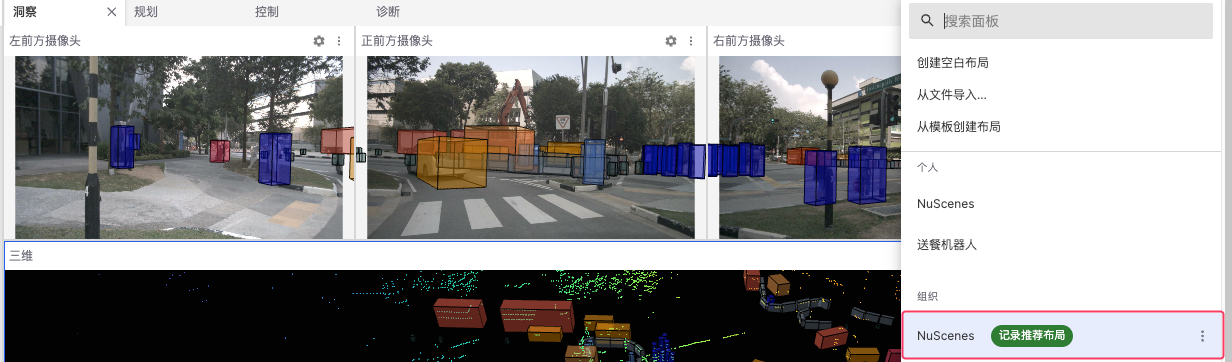 洞察
规划
控制
诊断
左前方摄像头
正前方摄像头
右前方摄像头
三维
搜索面板
创建空白布局
从文件导入...
从模板创建布局
个人
NuScenes
送餐机器人
组织
NuScenes 记录推荐布局